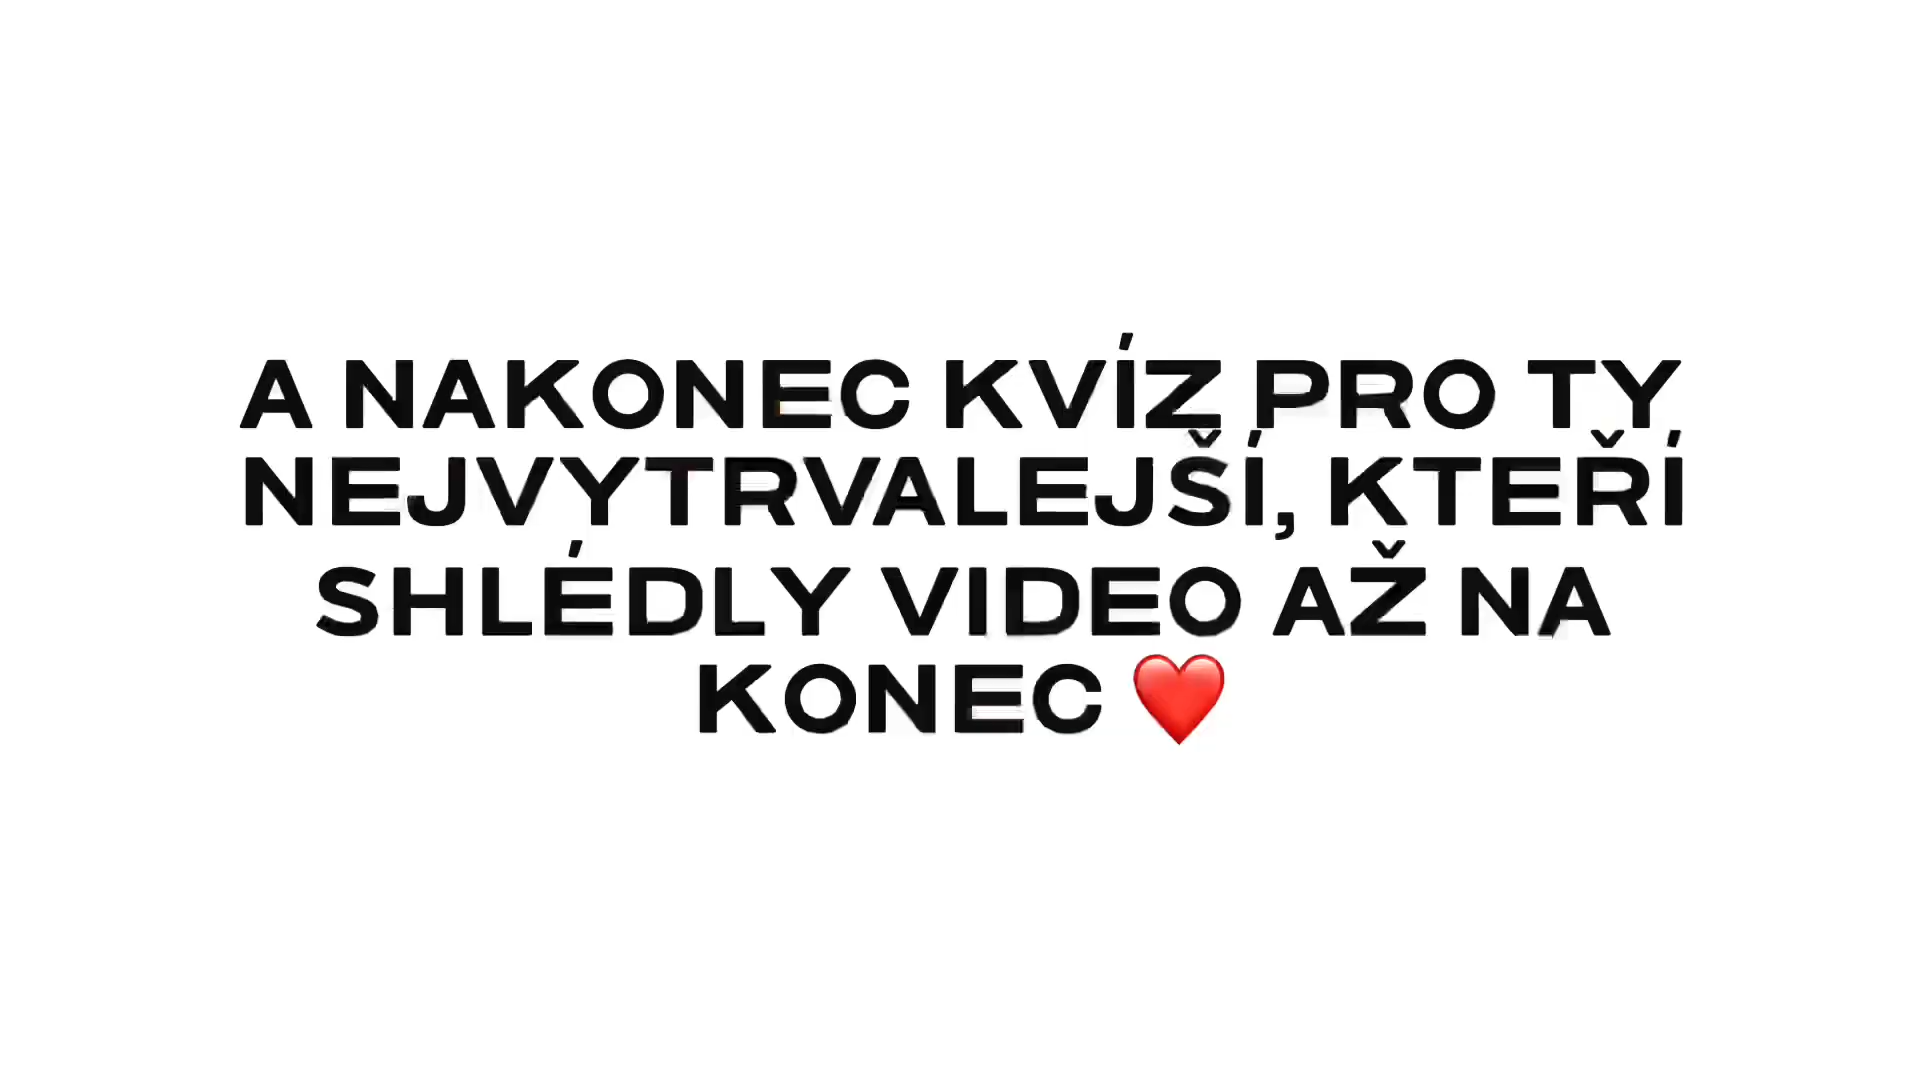 A NAKONEC KVÍZ PRO TY
NEJVYTRVALEJŠÍ, KTEŘÍ
SHLÉDLY VIDEO AŽ NA
KONEC ❤️